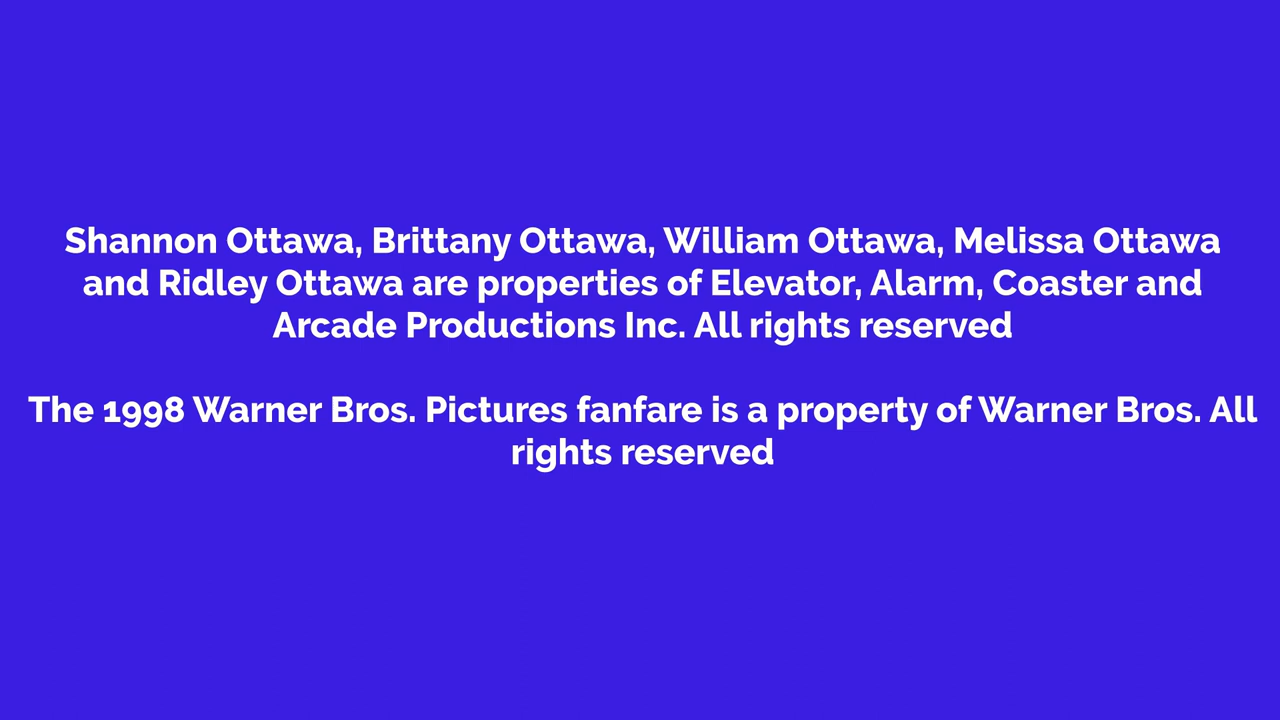 Shannon Ottawa, Brittany Ottawa, William Ottawa, Melissa Ottawa
and Ridley Ottawa are properties of Elevator, Alarm, Coaster and
Arcade Productions Inc. All rights reserved
The 1998 Warner Bros. Pictures fanfare is a property of Warner Bros. All
rights reserved